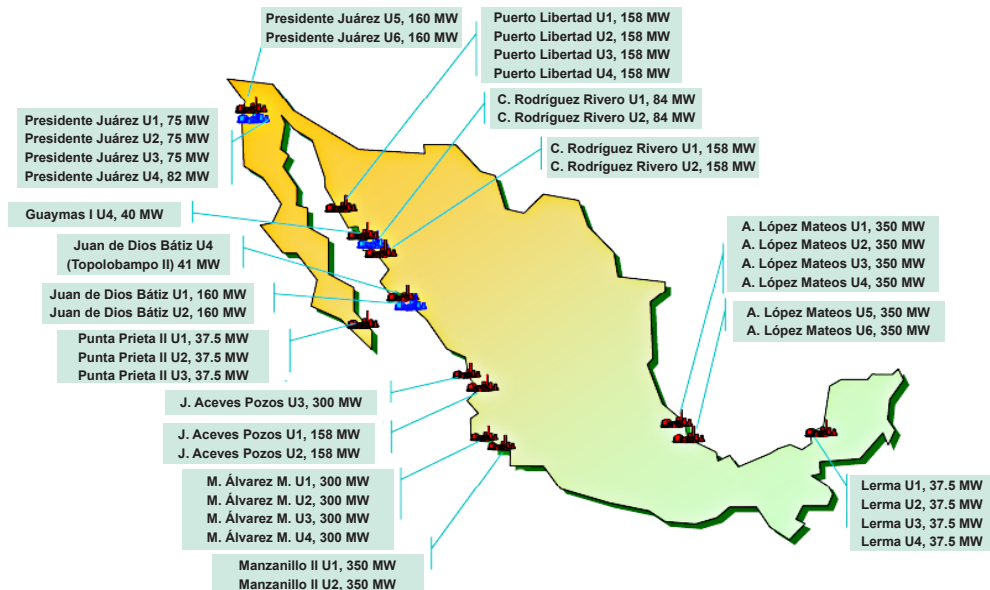 Presidente Juárez U5, 160 MW
Presidente Juárez U6, 160 MW
Puerto Libertad U1, 158 MW
Puerto Libertad U2, 158 MW
Puerto Libertad U3, 158 MW
Puerto Libertad U4, 158 MW
C. Rodríguez Rivero U1, 84 MW
C. Rodríguez Rivero U2, 84 MW
C. Rodríguez Rivero U1, 158 MW
C. Rodríguez Rivero U2, 158 MW
Presidente Juárez U1, 75 MW
Presidente Juárez U2, 75 MW
Presidente Juárez U3, 75 MW
Presidente Juárez U4, 82 MW
Guaymas I U4, 40 MW
Juan de Dios Bátiz U4
(Topolobampo II) 41 MW
Juan de Dios Bátiz U1, 160 MW
Juan de Dios Bátiz U2, 160 MW
Punta Prieta II U1, 37.5 MW
Punta Prieta II U2, 37.5 MW
Punta Prieta II U3, 37.5 MW
J. Aceves Pozos U3, 300 MW
J. Aceves Pozos U1, 158 MW
J. Aceves Pozos U2, 158 MW
M. Álvarez M. U1, 300 MW
M. Álvarez M. U2, 300 MW
M. Álvarez M. U3, 300 MW
M. Álvarez M. U4, 300 MW
Manzanillo II U1, 350 MW
Manzanillo II U2, 350 MW
A. López Mateos U1, 350 MW
A. López Mateos U2, 350 MW
A. López Mateos U3, 350 MW
A. López Mateos U4, 350 MW
A. López Mateos U5, 350 MW
A. López Mateos U6, 350 MW
Lerma U1, 37.5 MW
Lerma U2, 37.5 MW
Lerma U3, 37.5 MW
Lerma U4, 37.5 MW